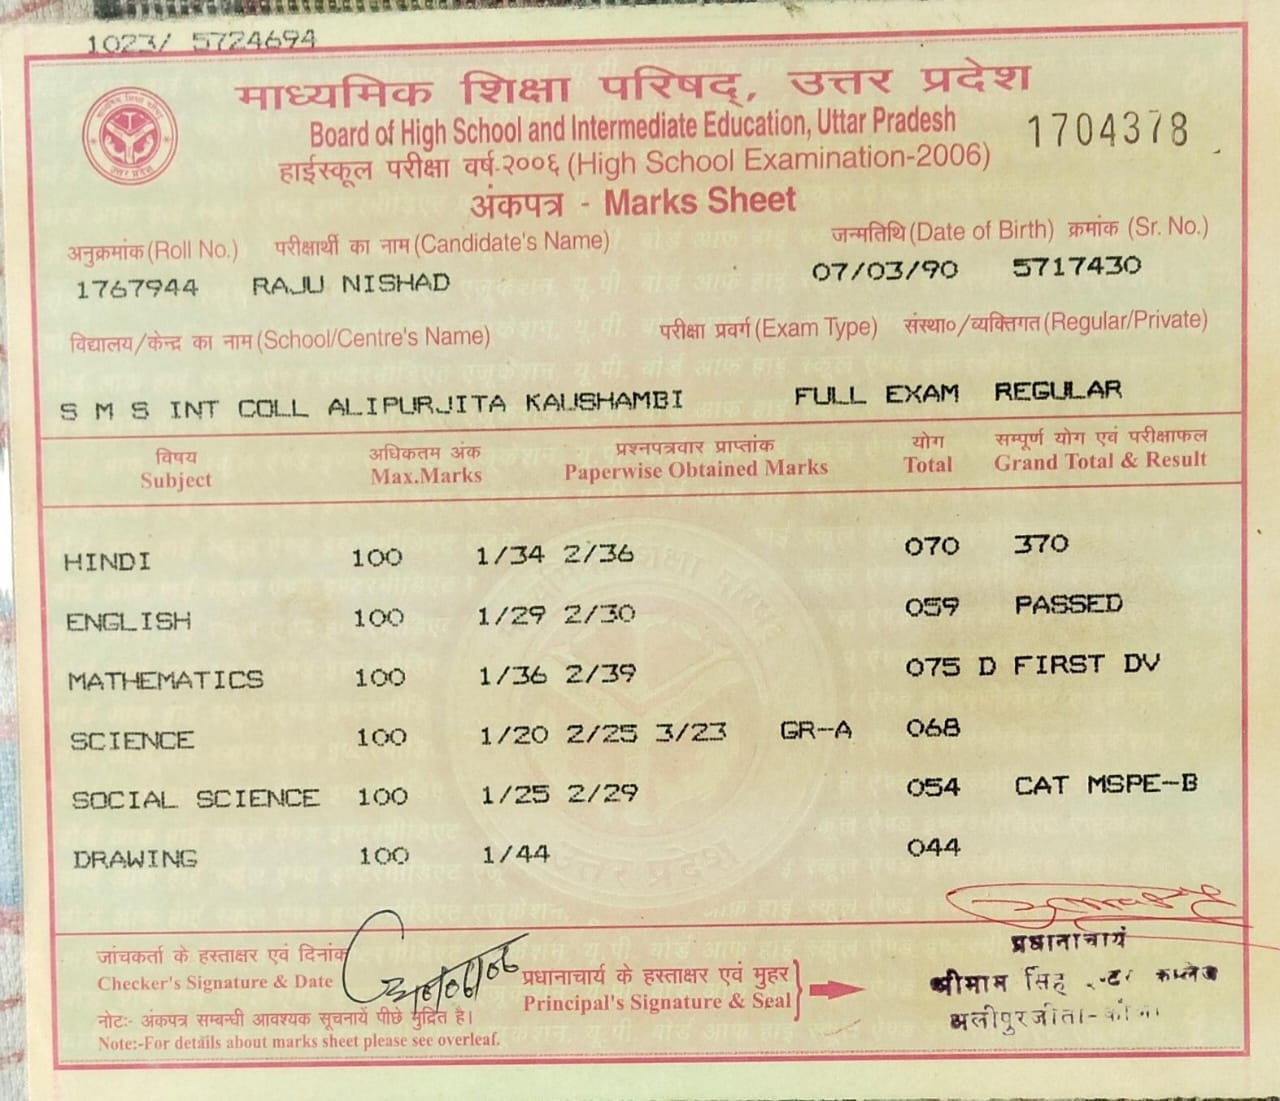 1023/ 5724694
माध्यमिक शिक्षा परिषद्, उत्तर प्रदेश
Board of High School and Intermediate Education, Uttar Pradesh
1704378
हाईस्कूल परीक्षा वर्ष-२००६ (High School Examination-2006)
अंकपत्र - Marks Sheet
अनुक्रमांक (Roll No.) परीक्षार्थी का नाम (Candidate's Name) जन्मतिथि (Date of Birth) क्रमांक (Sr. No.)
1767944 RAJU NISHAD 07/03/90 5717430
विद्यालय/केन्द्र का नाम (School/Centre's Name) परीक्षा प्रवर्ग (Exam Type) संस्था०/व्यक्तिगत (Regular/Private)
S M S INT COLL ALIPURJITA KAUSHAMBI FULL EXAM REGULAR
विषय अधिकतम अंक प्रश्नपत्रवार प्राप्तांक योग सम्पूर्ण योग एवं परीक्षाफल
Subject Max.Marks Paperwise Obtained Marks Total Grand Total & Result
HINDI 100 1/34 2/36 070 370
ENGLISH 100 1/29 2/30 059 PASSED
MATHEMATICS 100 1/36 2/39 075 D FIRST DV
SCIENCE 100 1/20 2/25 3/23 GR-A 068
SOCIAL SCIENCE 100 1/25 2/29 054 CAT MSPE-B
DRAWING 100 1/44 044
जांचकर्ता के हस्ताक्षर एवं दिनांक
Checker's Signature & Date
प्रधानाचार्य के हस्ताक्षर एवं मुहर
Principal's Signature & Seal
प्रधानाचार्य
सिंह
अलीपुरजीता-
नोट:- अंकपत्र सम्बन्धी आवश्यक सूचनायें पीछे मुद्रित है।
Note:-For details about marks sheet please see overleaf.